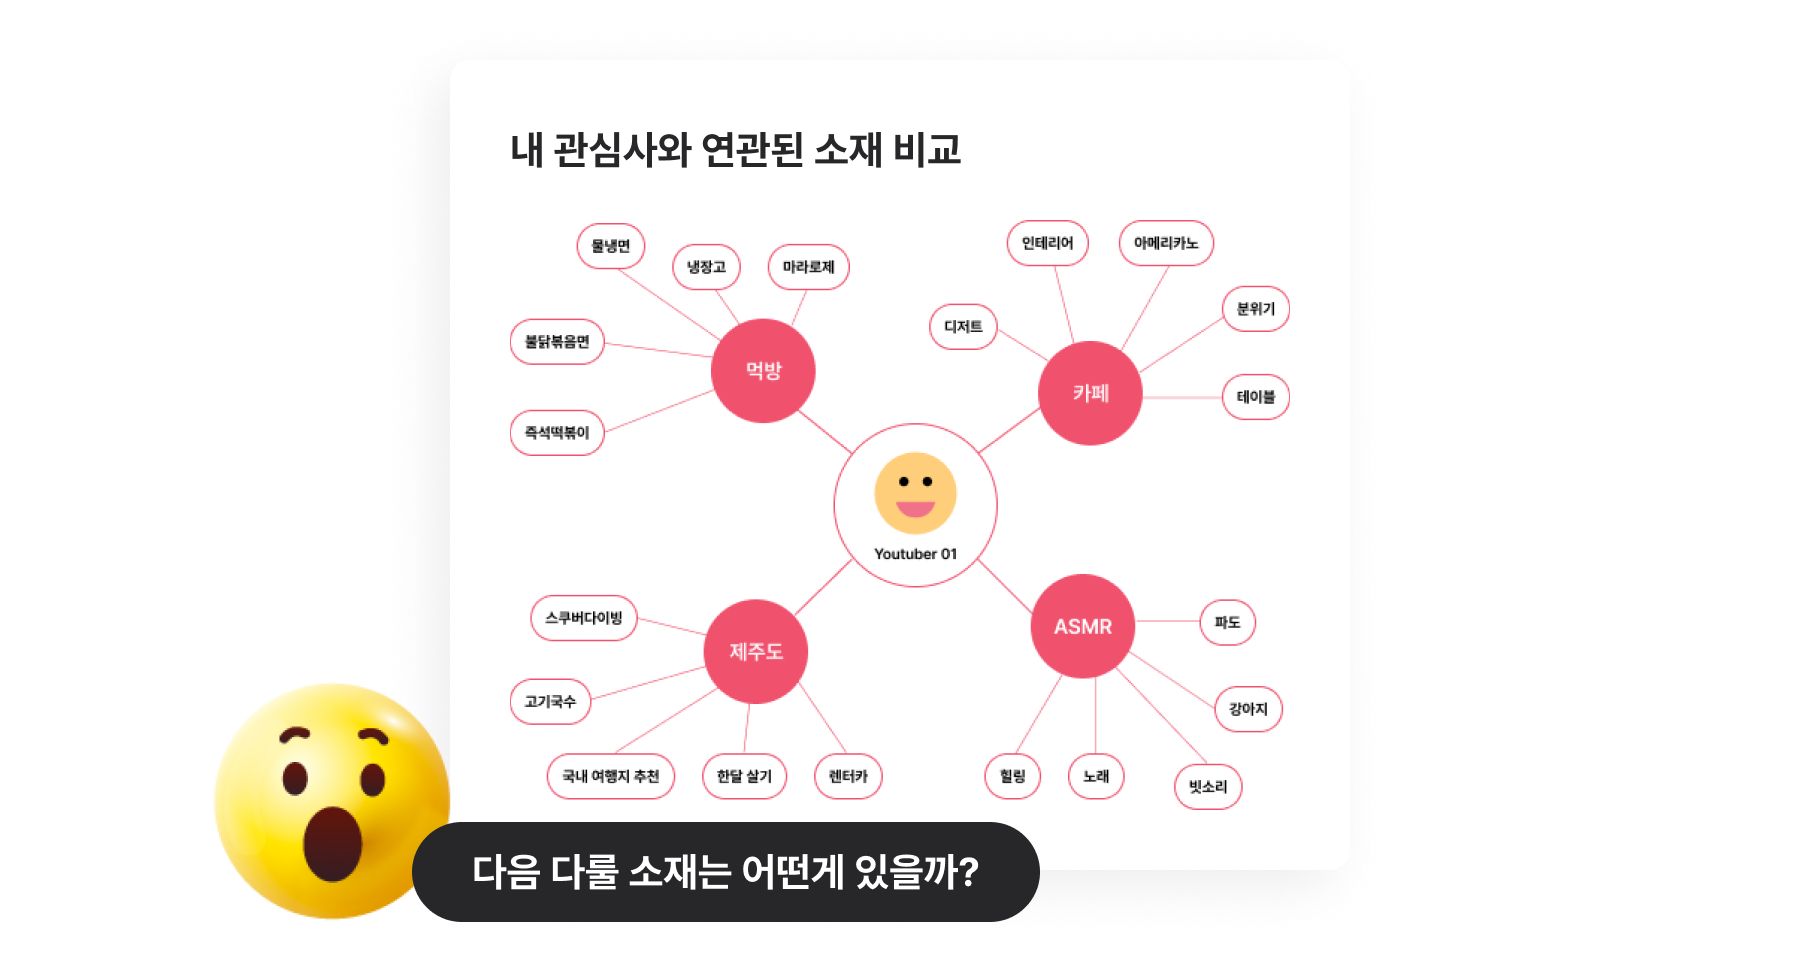 내 관심사와 연관된 소재 비교
물냉면
냉장고
마라로제
불닭볶음면
즉석떡볶이
먹방
인테리어
아메리카노
디저트
분위기
테이블
카페
Youtuber 01
스쿠버다이빙
고기국수
제주도
국내 여행지 추천
한달 살기
렌터카
ASMR
파도
강아지
힐링
노래
빗소리
다음 다룰 소재는 어떤게 있을까?